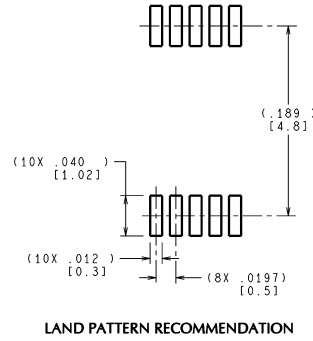 (.189 )
[4.8]
(10X .040 )
[1.02]
(10X .012 )
[0.3]
(8X .0197)
[0.5]
LAND PATTERN RECOMMENDATION